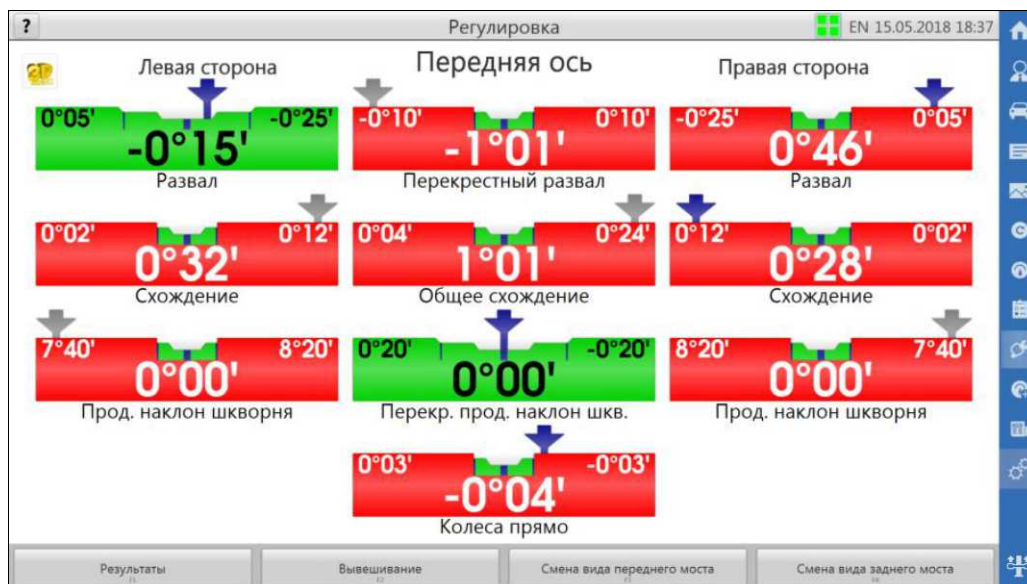 ? Регулировка EN 15.05.2018 18:37
Левая сторона Передняя ось Правая сторона
0°05' -0°25' -0°10' 0°10' -0°25' 0°05'
-0°15' -1°01' 0°46'
Развал Перекрестный развал Развал
0°02' 0°12' 0°04' 0°24' 0°12' 0°02'
0°32' 1°01' 0°28'
Схождение Общее схождение Схождение
7°40' 8°20' 0°20' -0°20' 8°20' 7°40'
0°00' 0°00' 0°00'
Прод. наклон шкворня Перекр. прод. наклон шкв. Прод. наклон шкворня
0°03' -0°03'
-0°04'
Колеса прямо
Результаты Вывешивание Смена вида переднего моста Смена вида заднего моста